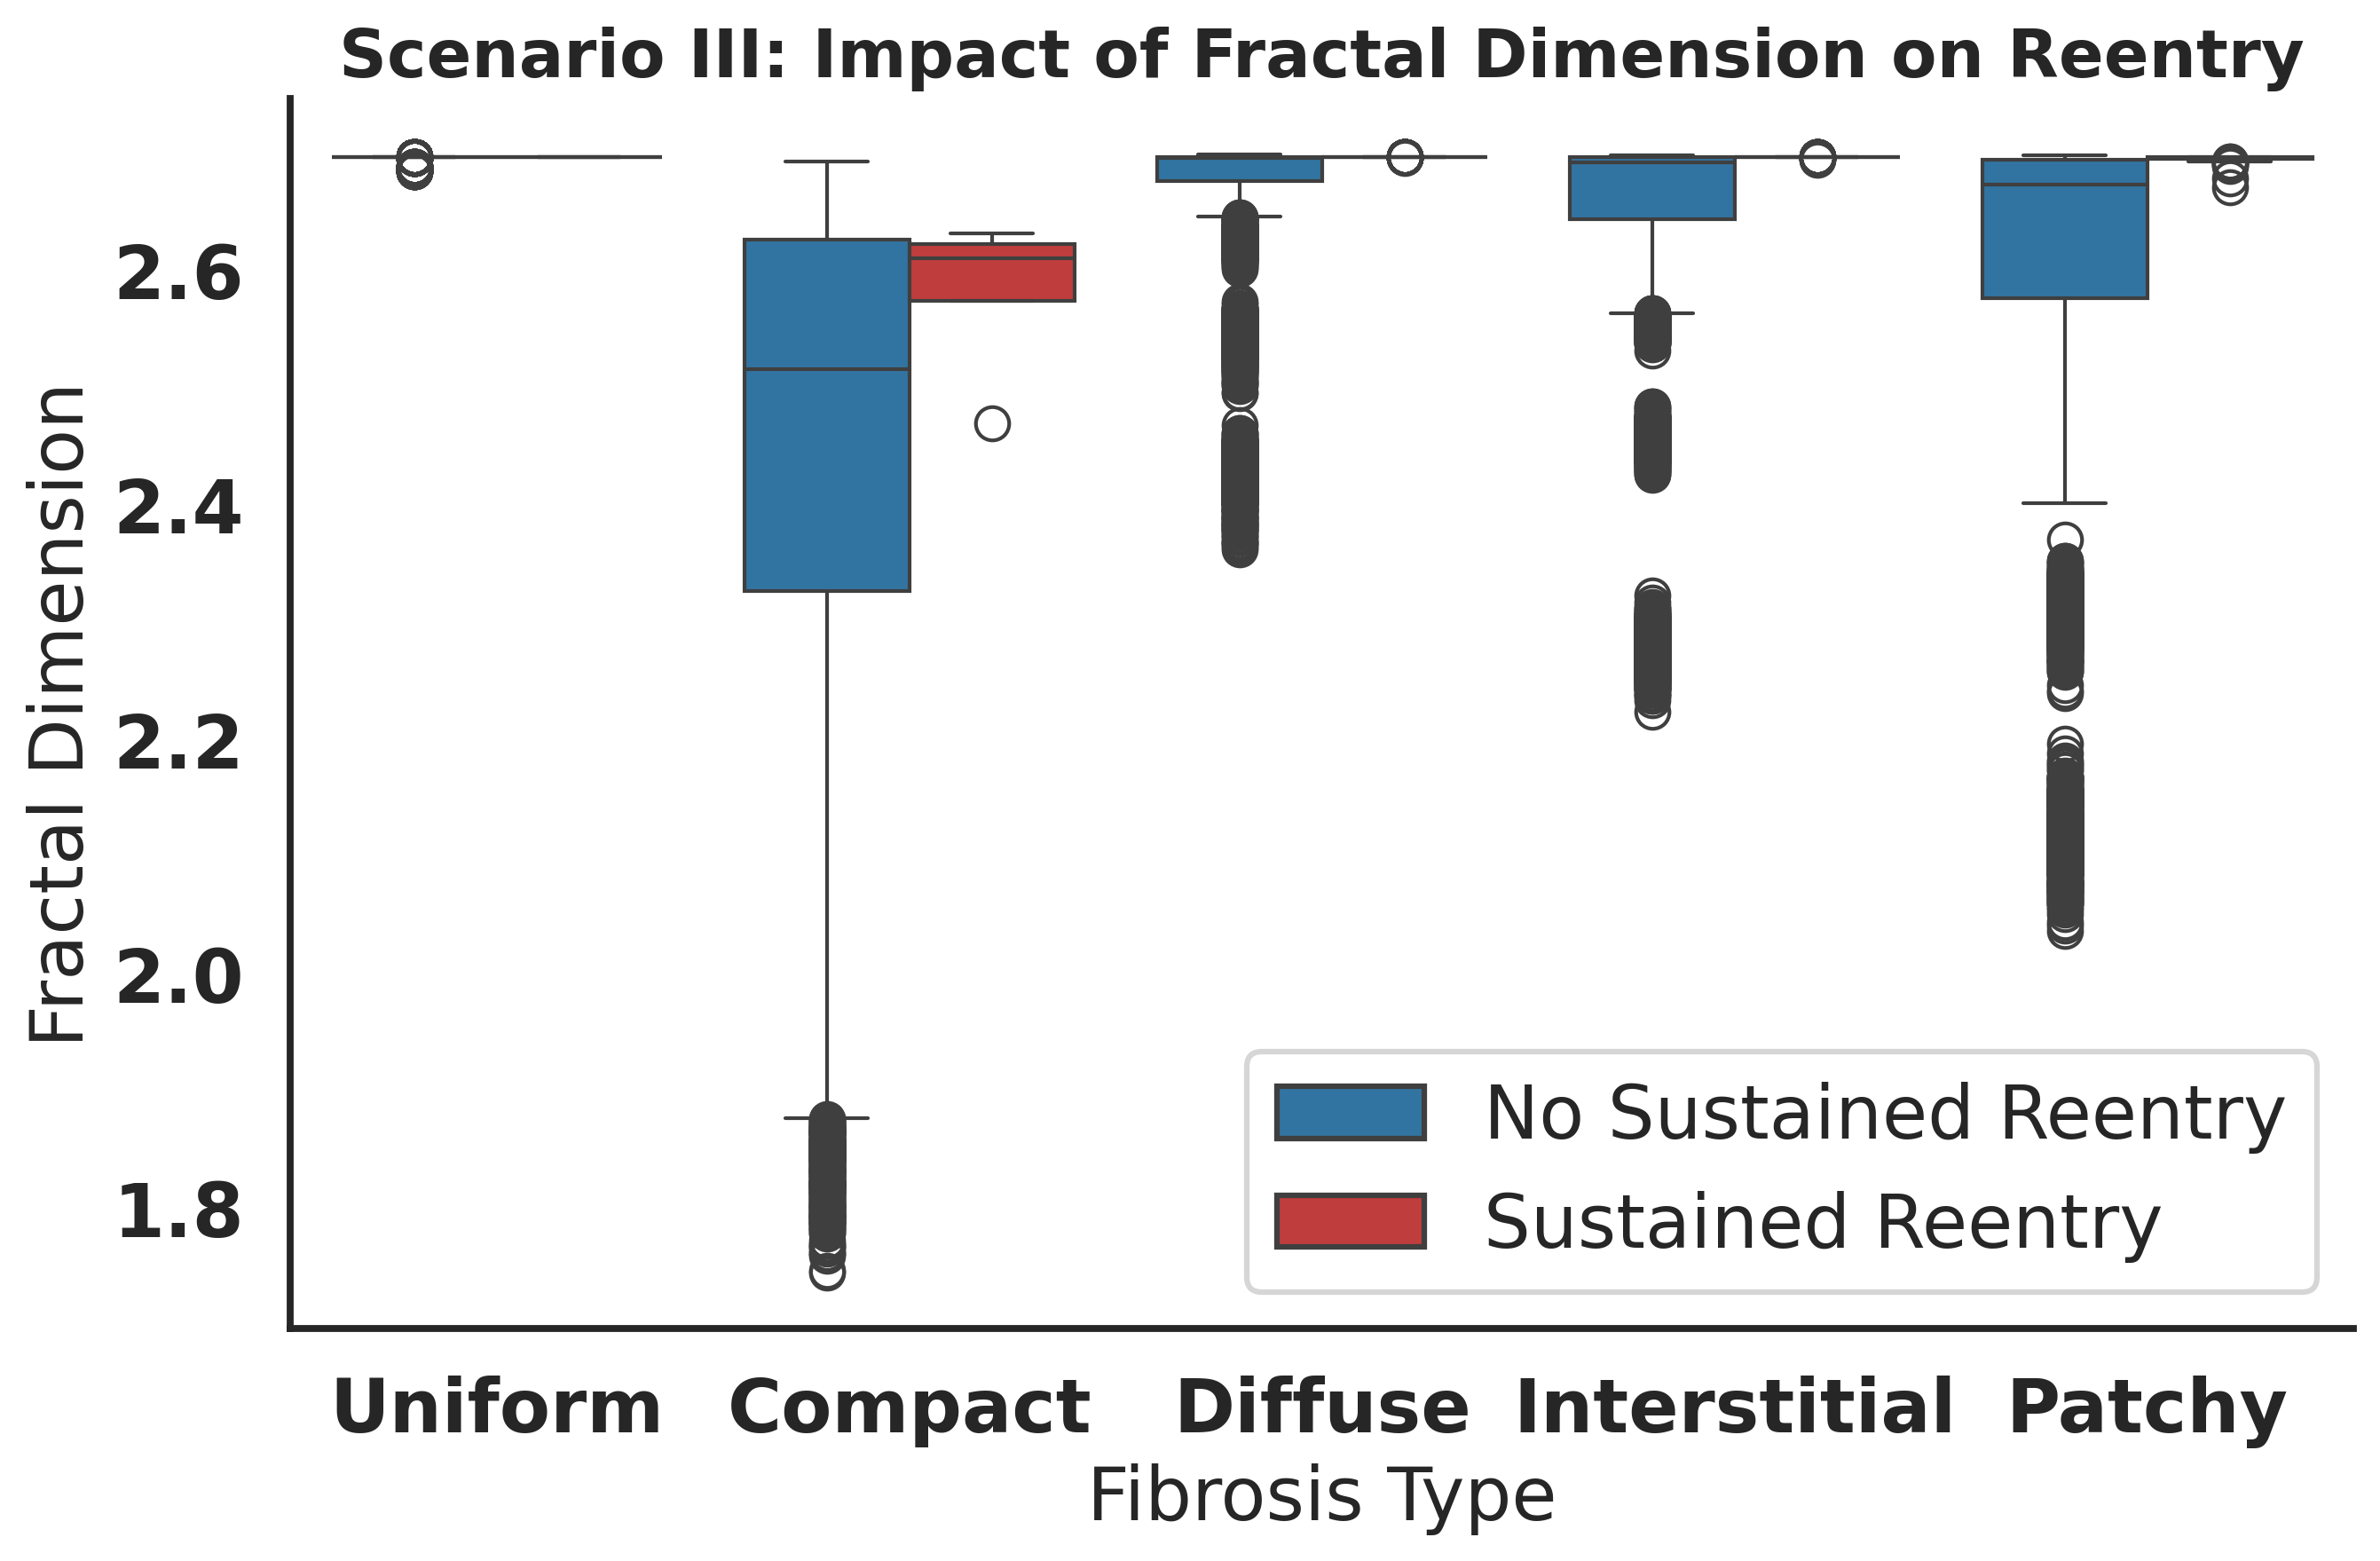 Scenario III: Impact of Fractal Dimension on Reentry
Fractal Dimension
2.6
2.4
2.2
2.0
1.8
No Sustained Reentry
Sustained Reentry
Uniform Compact Diffuse Interstitial Patchy
Fibrosis Type